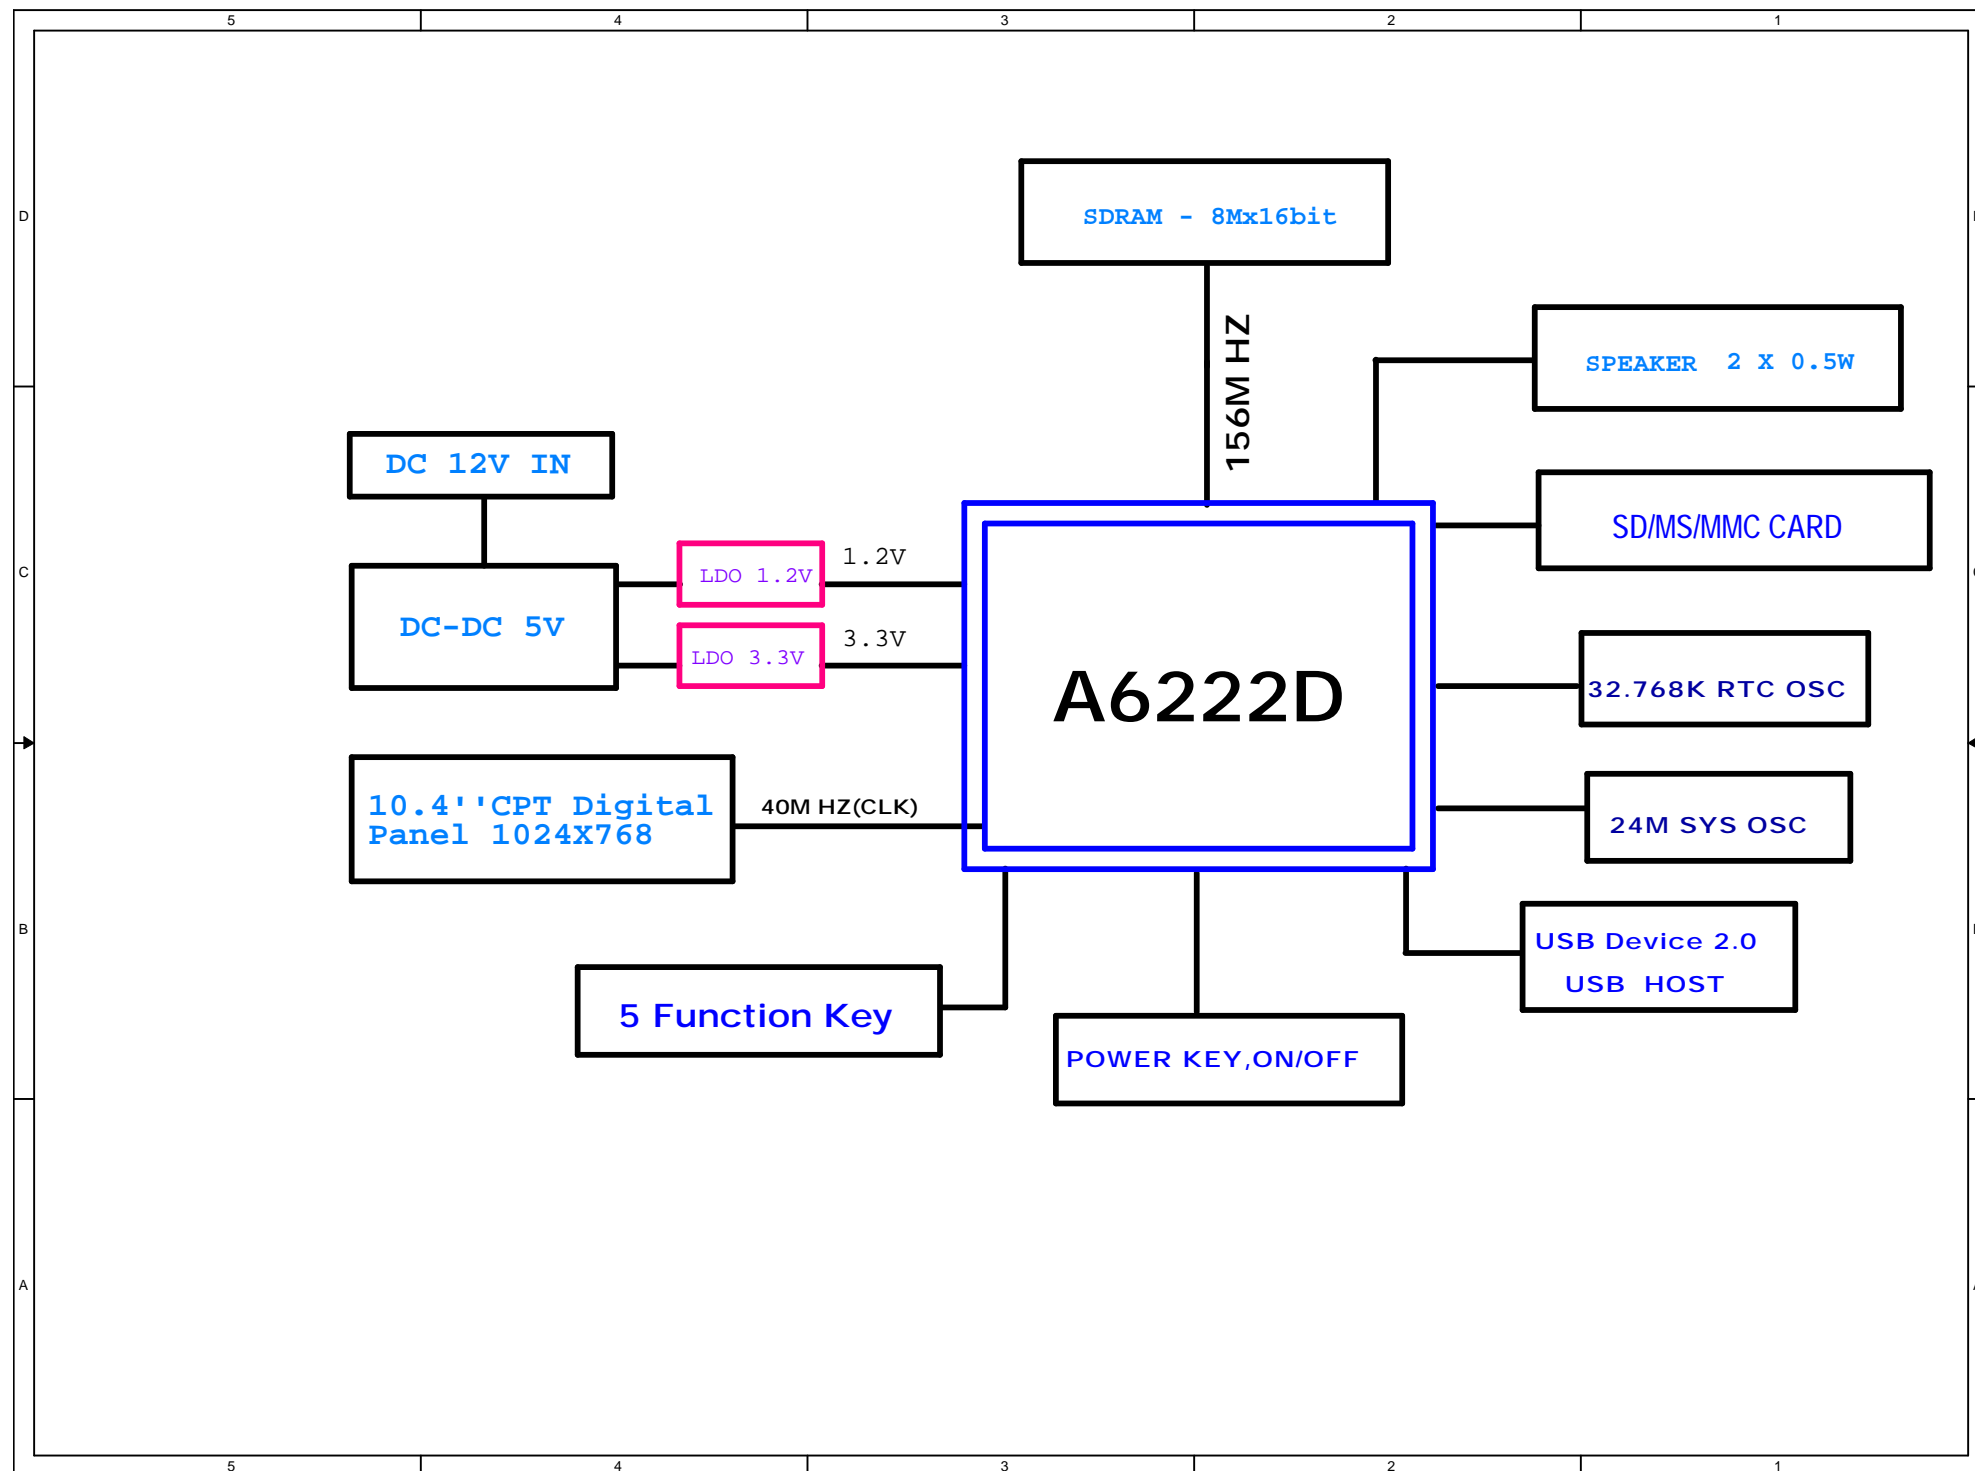 5 4 3 2 1
D
SDRAM - 8Mx16bit
156M HZ
SPEAKER 2 X 0.5W
DC 12V IN
SD/MS/MMC CARD
C
1.2V
LDO 1.2V
DC-DC 5V
3.3V
LDO 3.3V
A6222D
32.768K RTC OSC
10.4''CPT Digital
Panel 1024X768
40M HZ(CLK)
24M SYS OSC
B
USB Device 2.0
USB HOST
5 Function Key
POWER KEY,ON/OFF
A
5 4 3 2 1